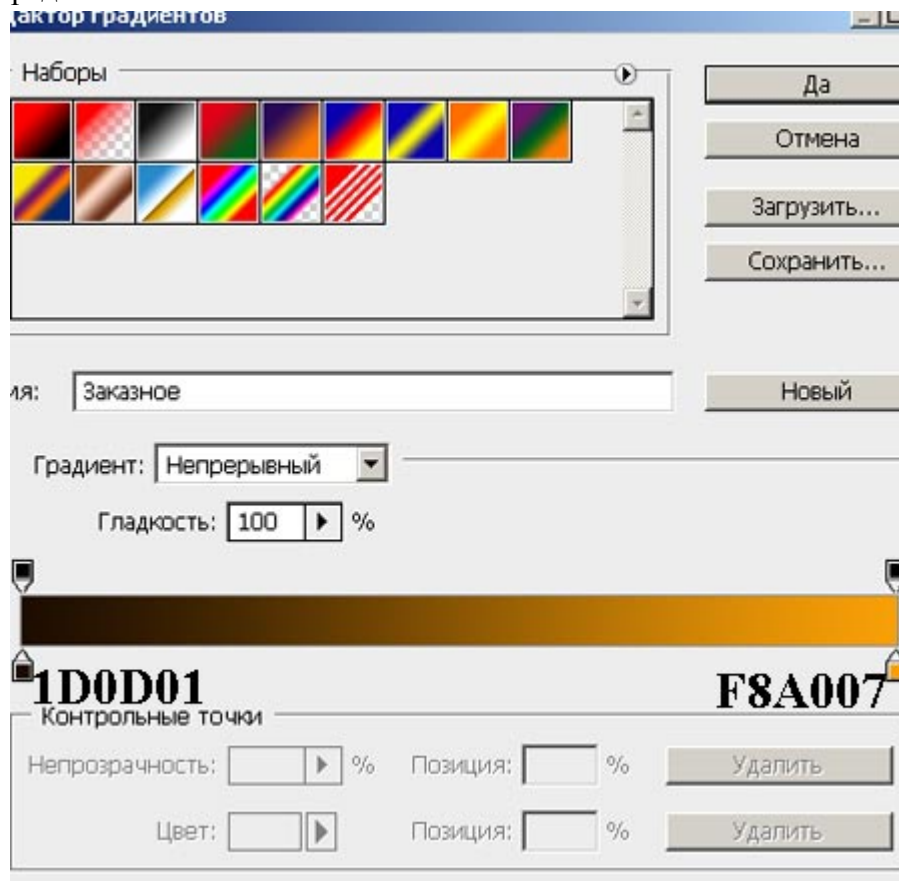 дактор градиентов
Наборы
Да
Отмена
Загрузить...
Сохранить...
ия: Заказное
Новый
Градиент: Непрерывный
Гладкость: 100 %
1D0D01 F8A007
Контрольные точки
Непрозрачность: % Позиция: % Удалить
Цвет: Позиция: % Удалить